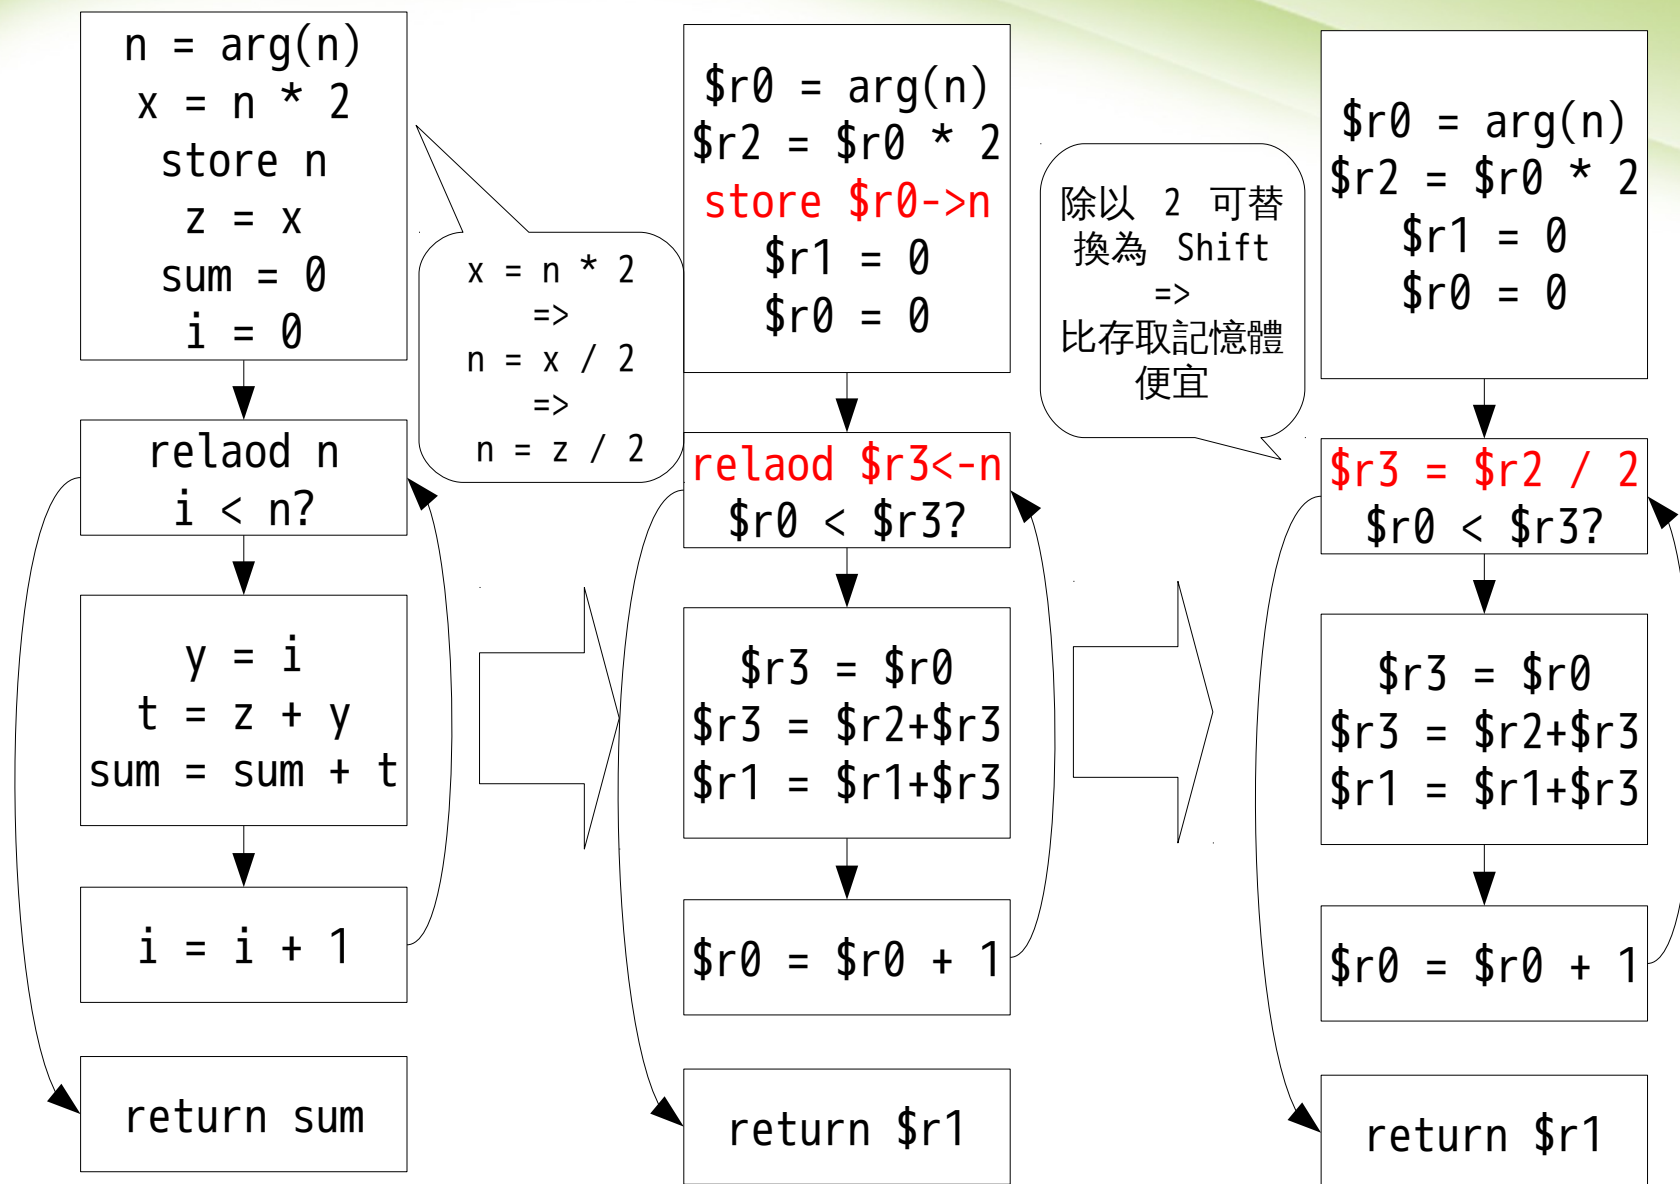 n = arg(n)
x = n * 2
store n
z = x
sum = 0
i = 0
relaod n
i < n?
y = i
t = z + y
sum = sum + t
i = i + 1
return sum
x = n * 2
=>
n = x / 2
=>
n = z / 2
$r0 = arg(n)
$r2 = $r0 * 2
store $r0->n
$r1 = 0
$r0 = 0
relaod $r3<-n
$r0 < $r3?
$r3 = $r0
$r3 = $r2+$r3
$r1 = $r1+$r3
$r0 = $r0 + 1
return $r1
除以 2 可替
換為 Shift
=>
比存取記憶體
便宜
$r0 = arg(n)
$r2 = $r0 * 2
$r1 = 0
$r0 = 0
$r3 = $r2 / 2
$r0 < $r3?
$r3 = $r0
$r3 = $r2+$r3
$r1 = $r1+$r3
$r0 = $r0 + 1
return $r1